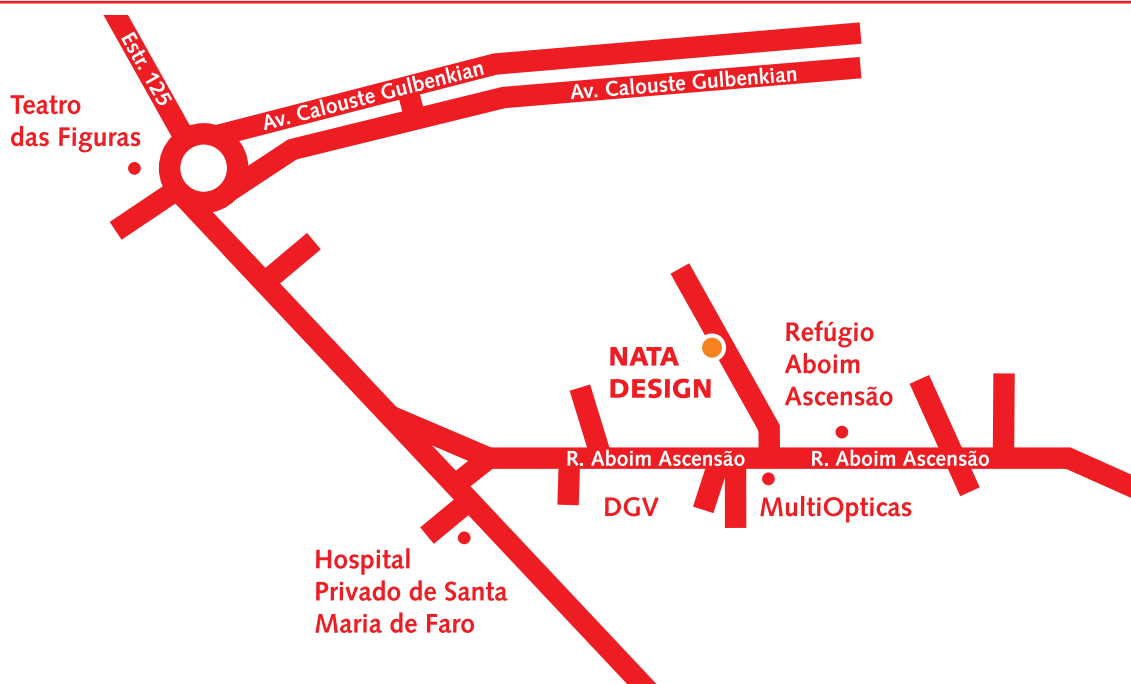 Estr. 125
Av. Calouste Gulbenkian
Av. Calouste Gulbenkian
Teatro
das Figuras
NATA
DESIGN
Refúgio
Aboim
Ascensão
R. Aboim Ascensão
R. Aboim Ascensão
DGV
MultiOpticas
Hospital
Privado de Santa
Maria de Faro